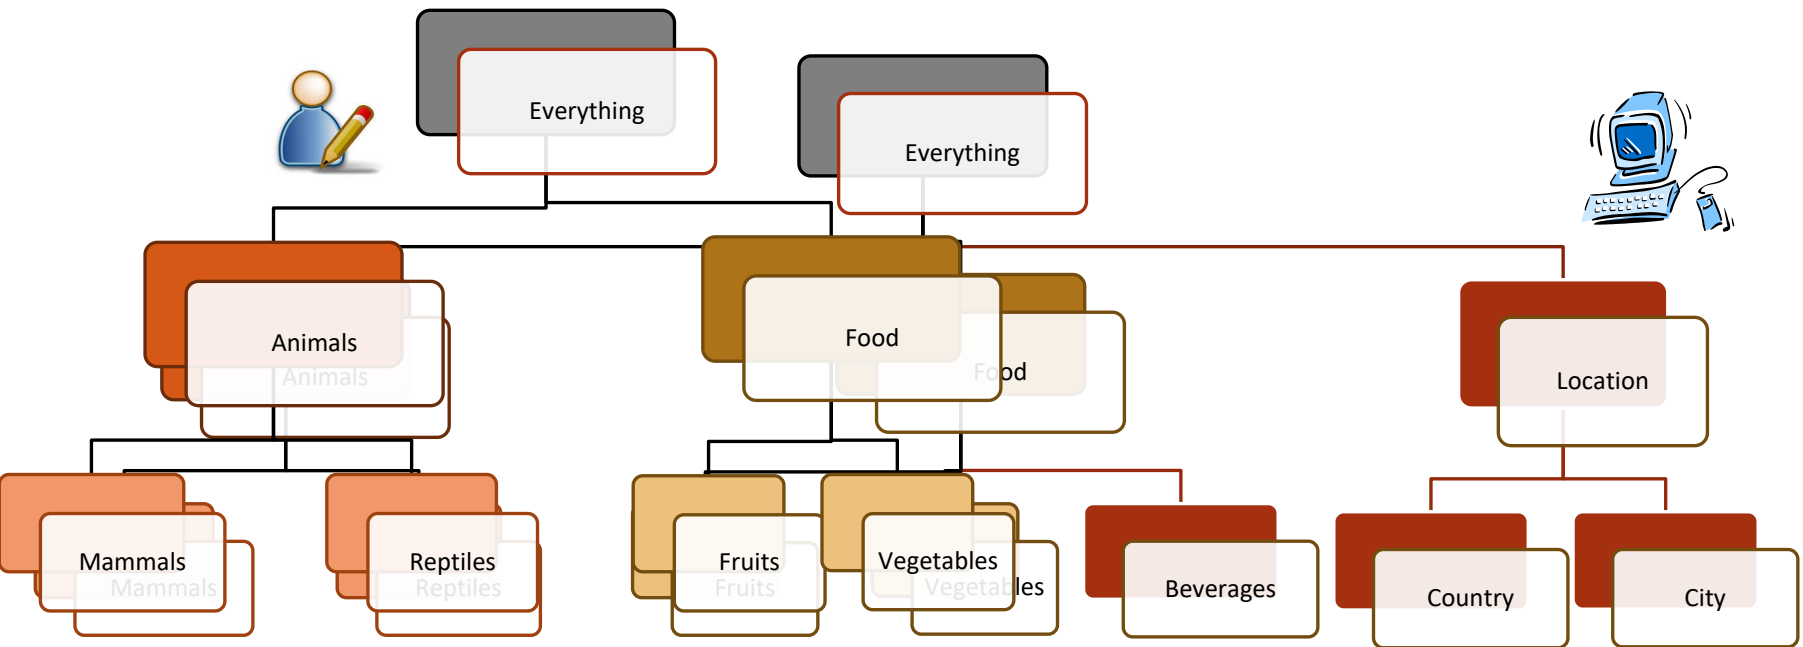 Everything
Everything
Animals
Animals
Food
Food
Location
Mammals
Mammals
Reptiles
Reptiles
Fruits
Fruits
Vegetables
Vegetables
Beverages
Country
City